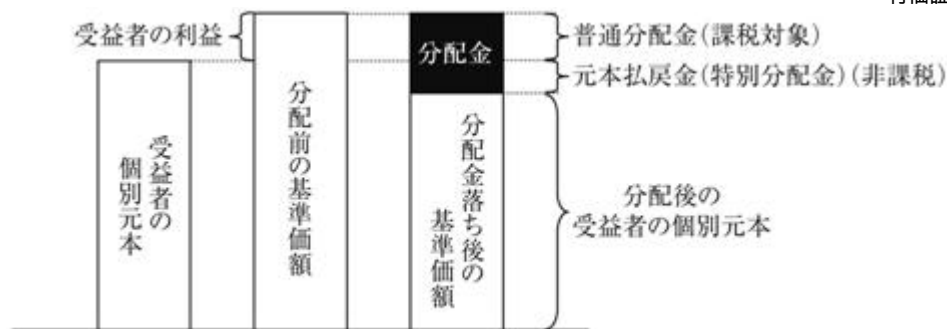 受益者の利益
分配金
普通分配金(課税対象)
元本払戻金(特別分配金)(非課税)
受益者の
個別元本
分配前の基準価額
分配金落ち後の
基準価額
分配後の
受益者の個別元本